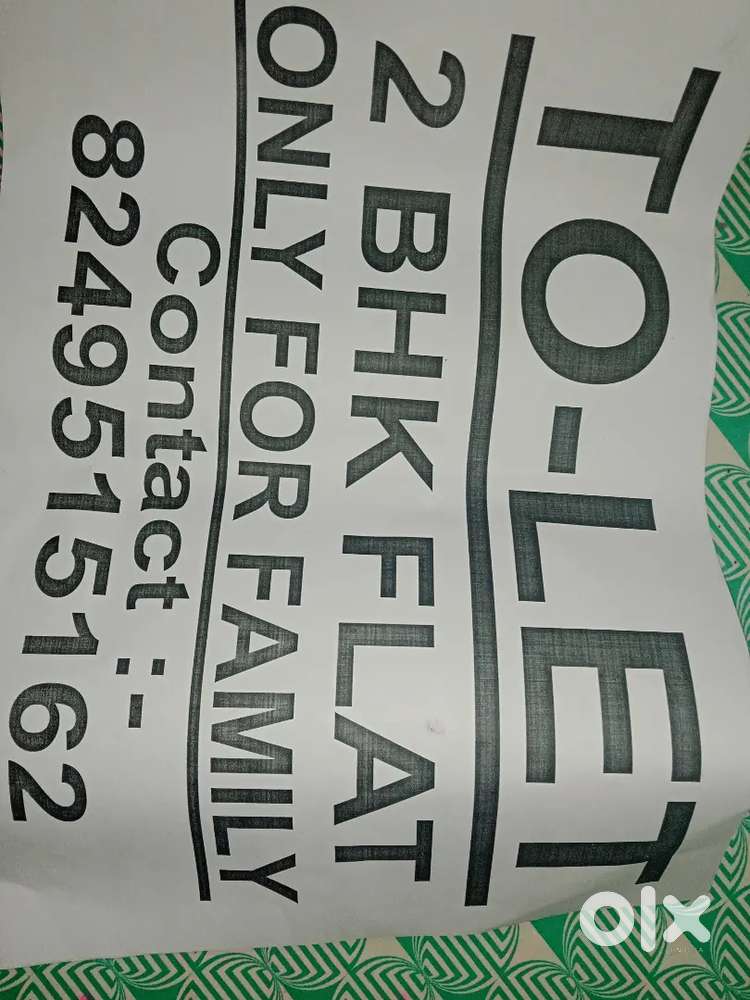 TO-LET
2 BHK FLAT
ONLY FOR FAMILY
Contact :-
8249515162
olx